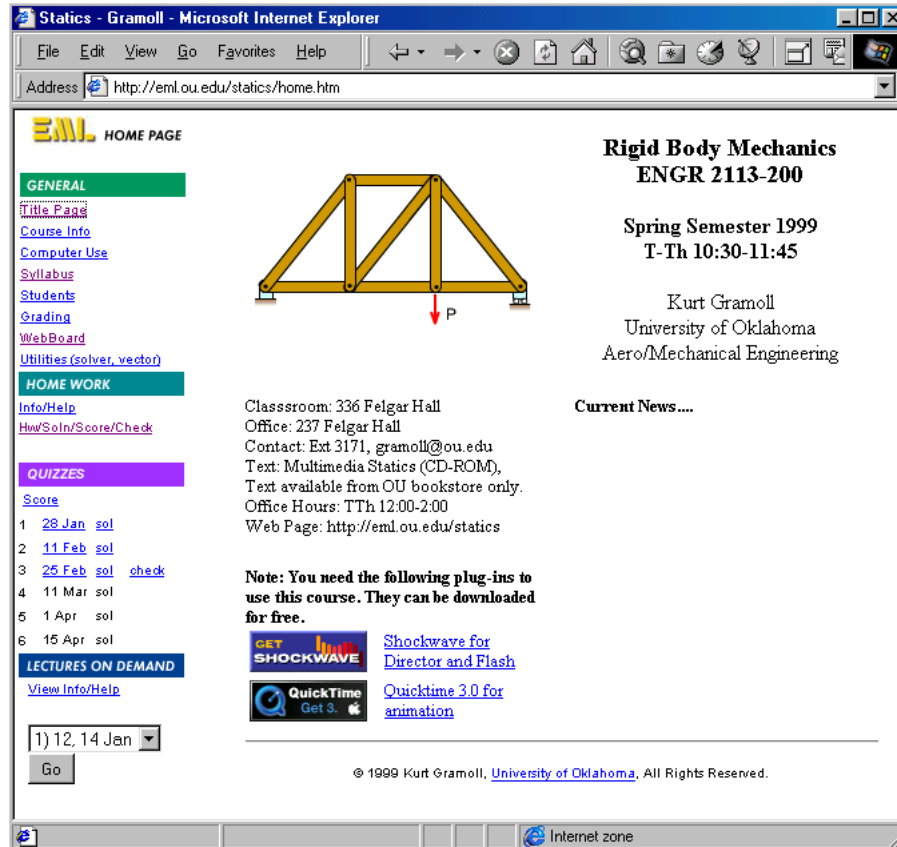 Statics - Gramoll - Microsoft Internet Explorer
File Edit View Go Favorites Help
Address http://eml.ou.edu/statics/home.htm
EML HOME PAGE
GENERAL
Title Page
Course Info
Computer Use
Syllabus
Students
Grading
WebBoard
Utilities (solver, vector)
HOME WORK
Info/Help
Hw/Soln/Score/Check
QUIZZES
Score
1 28 Jan sol
2 11 Feb sol
3 25 Feb sol check
4 11 Mar sol
5 1 Apr sol
6 15 Apr sol
LECTURES ON DEMAND
View Info/Help
1) 12, 14 Jan
Go
P
Rigid Body Mechanics
ENGR 2113-200
Spring Semester 1999
T-Th 10:30-11:45
Kurt Gramoll
University of Oklahoma
Aero/Mechanical Engineering
Classsroom: 336 Felgar Hall
Office: 237 Felgar Hall
Contact: Ext 3171, gramoll@ou.edu
Text: Multimedia Statics (CD-ROM),
Text available from OU bookstore only.
Office Hours: TTh 12:00-2:00
Web Page: http://eml.ou.edu/statics
Current News....
Note: You need the following plug-ins to
use this course. They can be downloaded
for free.
GET
SHOCKWAVE
Shockwave for
Director and Flash
QuickTime
Get 3.
Quicktime 3.0 for
animation
© 1999 Kurt Gramoll, University of Oklahoma, All Rights Reserved.
Internet zone